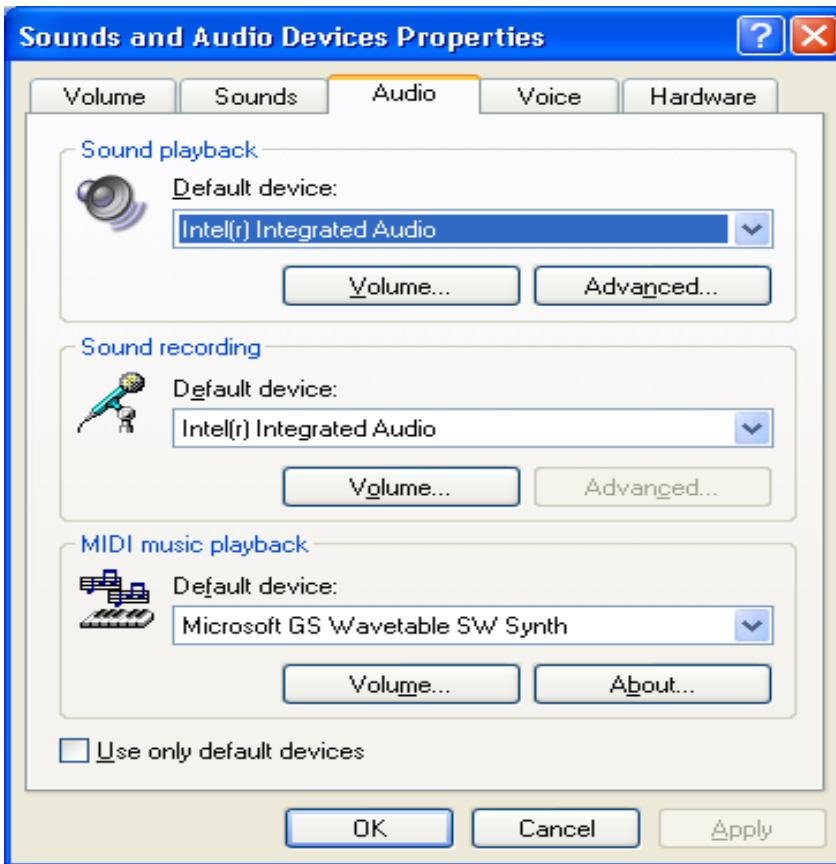 Sounds and Audio Devices Properties
Volume Sounds Audio Voice Hardware
Sound playback
Default device:
Intel(r) Integrated Audio
Volume... Advanced...
Sound recording
Default device:
Intel(r) Integrated Audio
Volume... Advanced...
MIDI music playback
Default device:
Microsoft GS Wavetable SW Synth
Volume... About...
Use only default devices
OK Cancel Apply